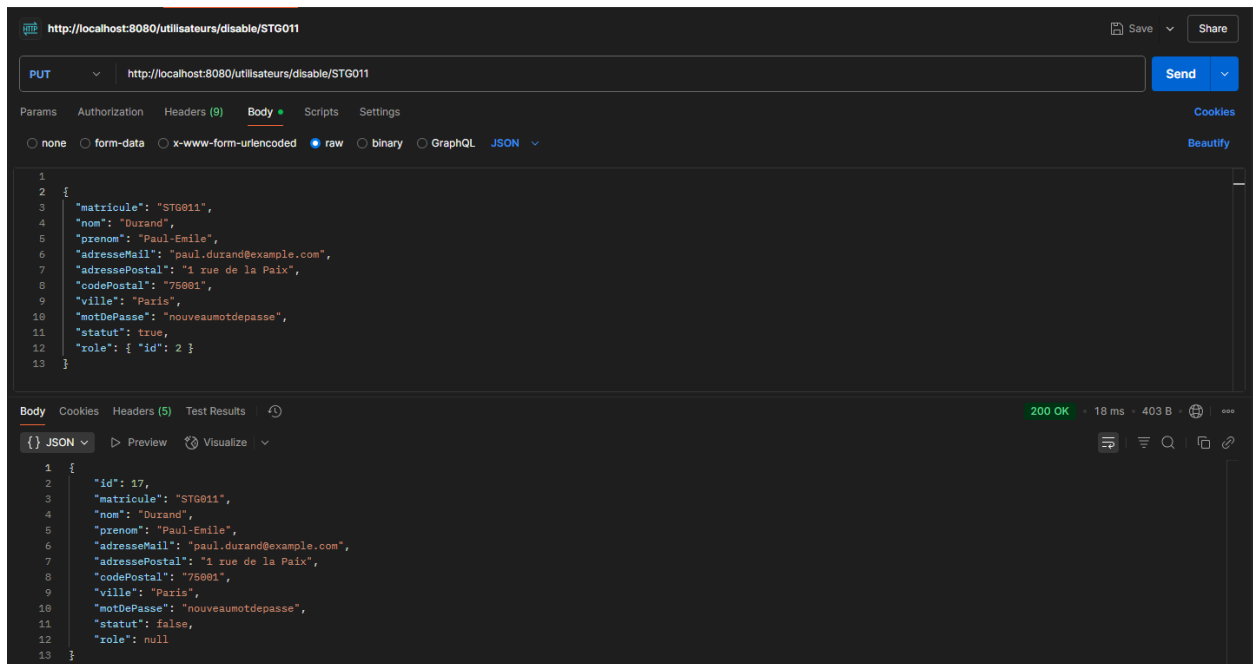 HTTP http://localhost:8080/utilisateurs/disable/STG011 Save Share
PUT http://localhost:8080/utilisateurs/disable/STG011 Send
Params Authorization Headers (9) Body Scripts Settings Cookies
none form-data x-www-form-urlencoded raw binary GraphQL JSON Beautify
1
2 {
3 "matricule": "STG011",
4 "nom": "Durand",
5 "prenom": "Paul-Emile",
6 "adresseMail": "paul.durand@example.com",
7 "adressePostal": "1 rue de la Paix",
8 "codePostal": "75001",
9 "ville": "Paris",
10 "motDePasse": "nouveaumotdepasse",
11 "statut": true,
12 "role": { "id": 2 }
13 }
Body Cookies Headers (5) Test Results 200 OK • 18 ms • 403 B
{} JSON Preview Visualize
1 {
2 "id": 17,
3 "matricule": "STG011",
4 "nom": "Durand",
5 "prenom": "Paul-Emile",
6 "adresseMail": "paul.durand@example.com",
7 "adressePostal": "1 rue de la Paix",
8 "codePostal": "75001",
9 "ville": "Paris",
10 "motDePasse": "nouveaumotdepasse",
11 "statut": false,
12 "role": null
13 }